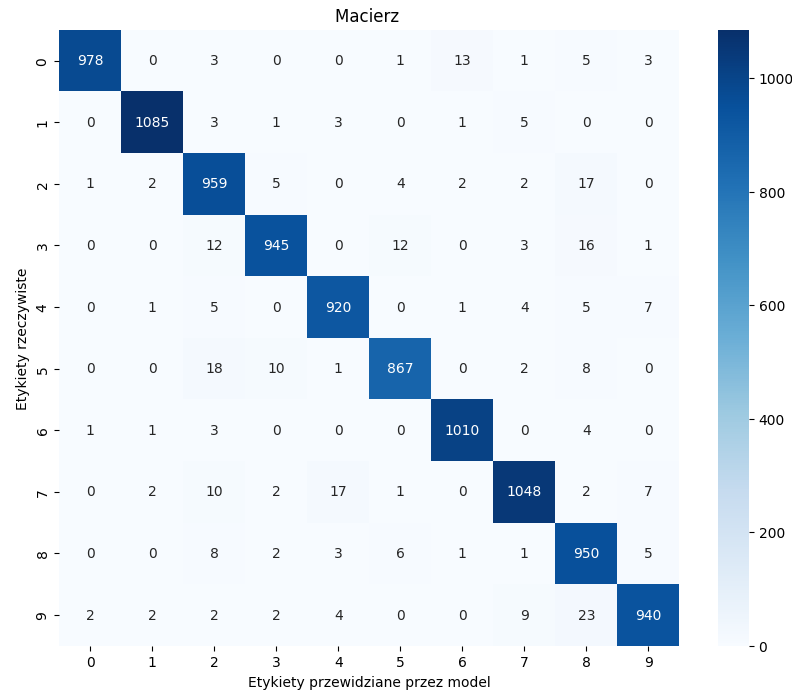 Macierz
0 978 0 3 0 0 1 13 1 5 3
1 0 1085 3 1 3 0 1 5 0 0
2 1 2 959 5 0 4 2 2 17 0
3 0 0 12 945 0 12 0 3 16 1
4 0 1 5 0 920 0 1 4 5 7
5 0 0 18 10 1 867 0 2 8 0
6 1 1 3 0 0 0 1010 0 4 0
7 0 2 10 2 17 1 0 1048 2 7
8 0 0 8 2 3 6 1 1 950 5
9 2 2 2 2 4 0 0 9 23 940
0 1 2 3 4 5 6 7 8 9
Etykiety przewidziane przez model
Etykiety rzeczywiste
1000
800
600
400
200
0